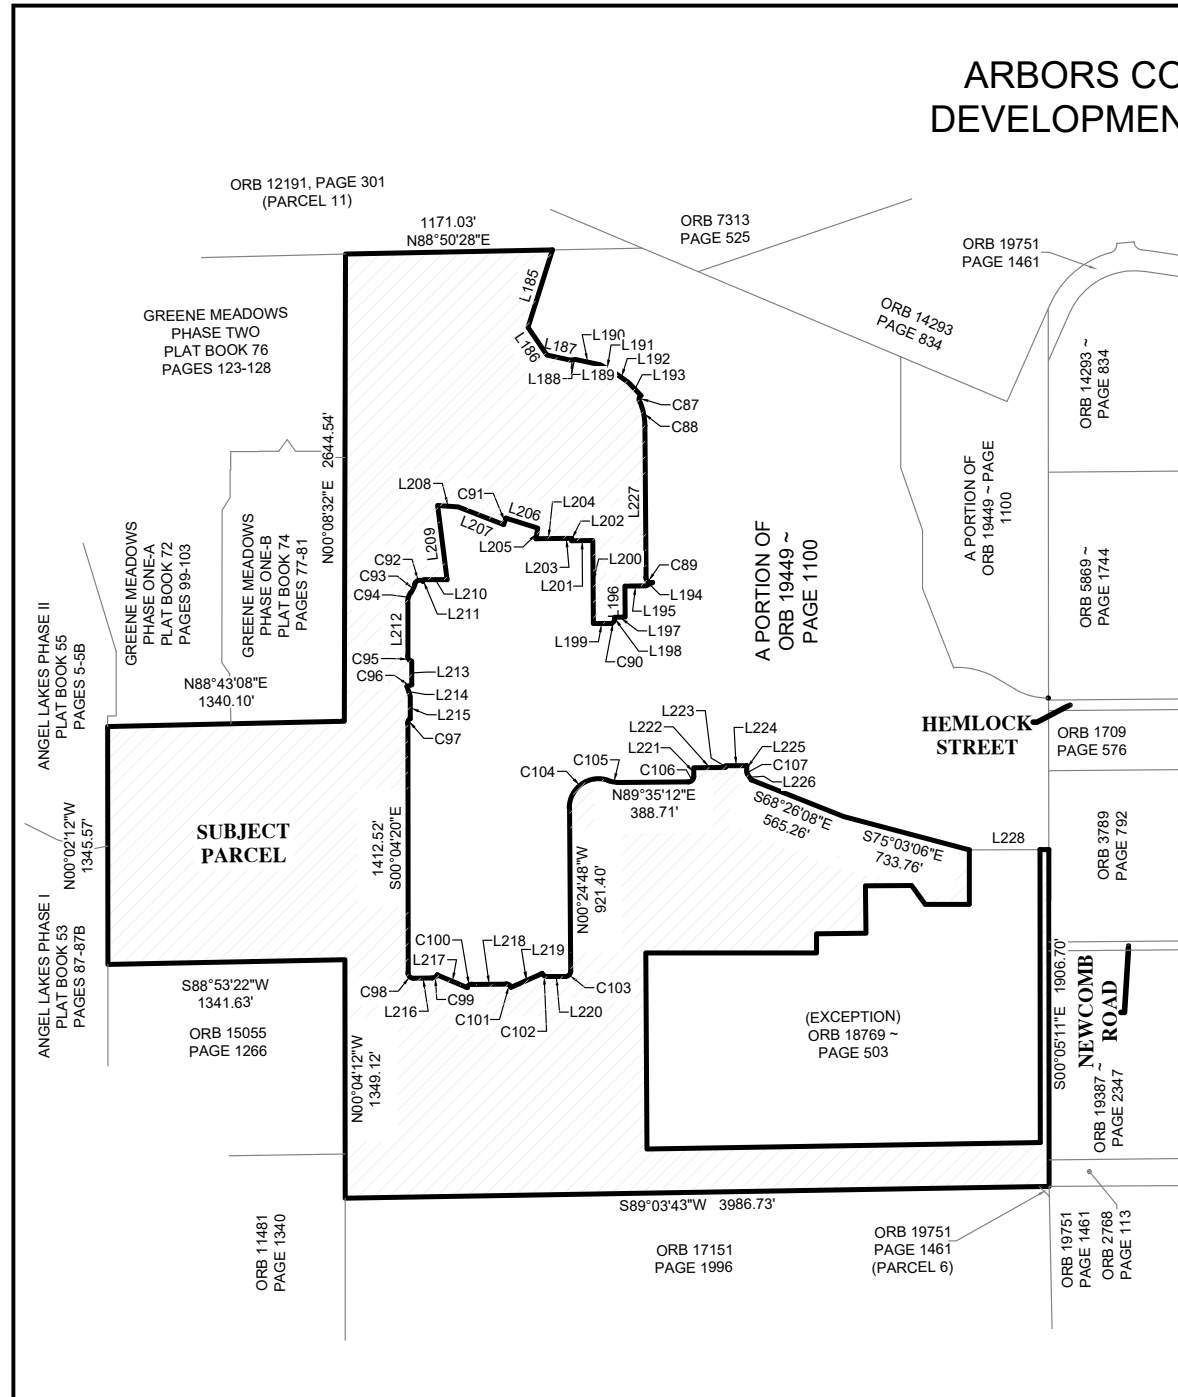 ARBORS CO
DEVELOPMEN
ORB 12191, PAGE 301
(PARCEL 11)
1171.03'
N88°50'28"E
ORB 7313
PAGE 525
ORB 19751
PAGE 1461
GREENE MEADOWS
PHASE TWO
PLAT BOOK 76
PAGES 123-128
L185
L186
L187
L188
L189
L190
L191
L192
L193
C87
C88
ORB 14293
PAGE 834
ORB 14293 ~
PAGE 834
N00°08'32"E 2644.54'
L208
C91
L206
L204
L202
L207
L205
L203
L201
L200
L227
L209
C92
C93
C94
L210
L211
C89
L194
L195
L196
L197
L198
L199
C90
A PORTION OF
ORB 19449 ~
PAGE 1100
A PORTION OF
ORB 19449 ~ PAGE
1100
ORB 5869 ~
PAGE 1744
GREENE MEADOWS
PHASE ONE-A
PLAT BOOK 72
PAGES 99-103
GREENE MEADOWS
PHASE ONE-B
PLAT BOOK 74
PAGES 77-81
ANGEL LAKES PHASE II
PLAT BOOK 55
PAGES 5-5B
N88°43'08"E
1340.10'
L212
C95
C96
L213
L214
L215
C97
L223
L222
L221
L224
L225
C105
C106
C107
L226
C104
N89°35'12"E
388.71'
HEMLOCK
STREET
ORB 1709
PAGE 576
S68°26'08"E
565.26'
S75°03'06"E
733.76'
L228
ORB 3789
PAGE 792
SUBJECT
PARCEL
N00°02'12"W
1345.57'
1412.52'
S00°04'20"E
N00°24'48"W
921.40'
ANGEL LAKES PHASE I
PLAT BOOK 53
PAGES 87-87B
C100
L218
L217
L219
C98
C99
L216
C101
C102
L220
C103
S88°53'22"W
1341.63'
ORB 15055
PAGE 1266
N00°04'12"W
1349.12'
(EXCEPTION)
ORB 18769 ~
PAGE 503
S00°05'11"E 1906.70'
NEWCOMB
ROAD
ORB 19387 ~
PAGE 2347
S89°03'43"W 3986.73'
ORB 11481
PAGE 1340
ORB 17151
PAGE 1996
ORB 19751
PAGE 1461
(PARCEL 6)
ORB 19751
PAGE 1461
ORB 2768
PAGE 113